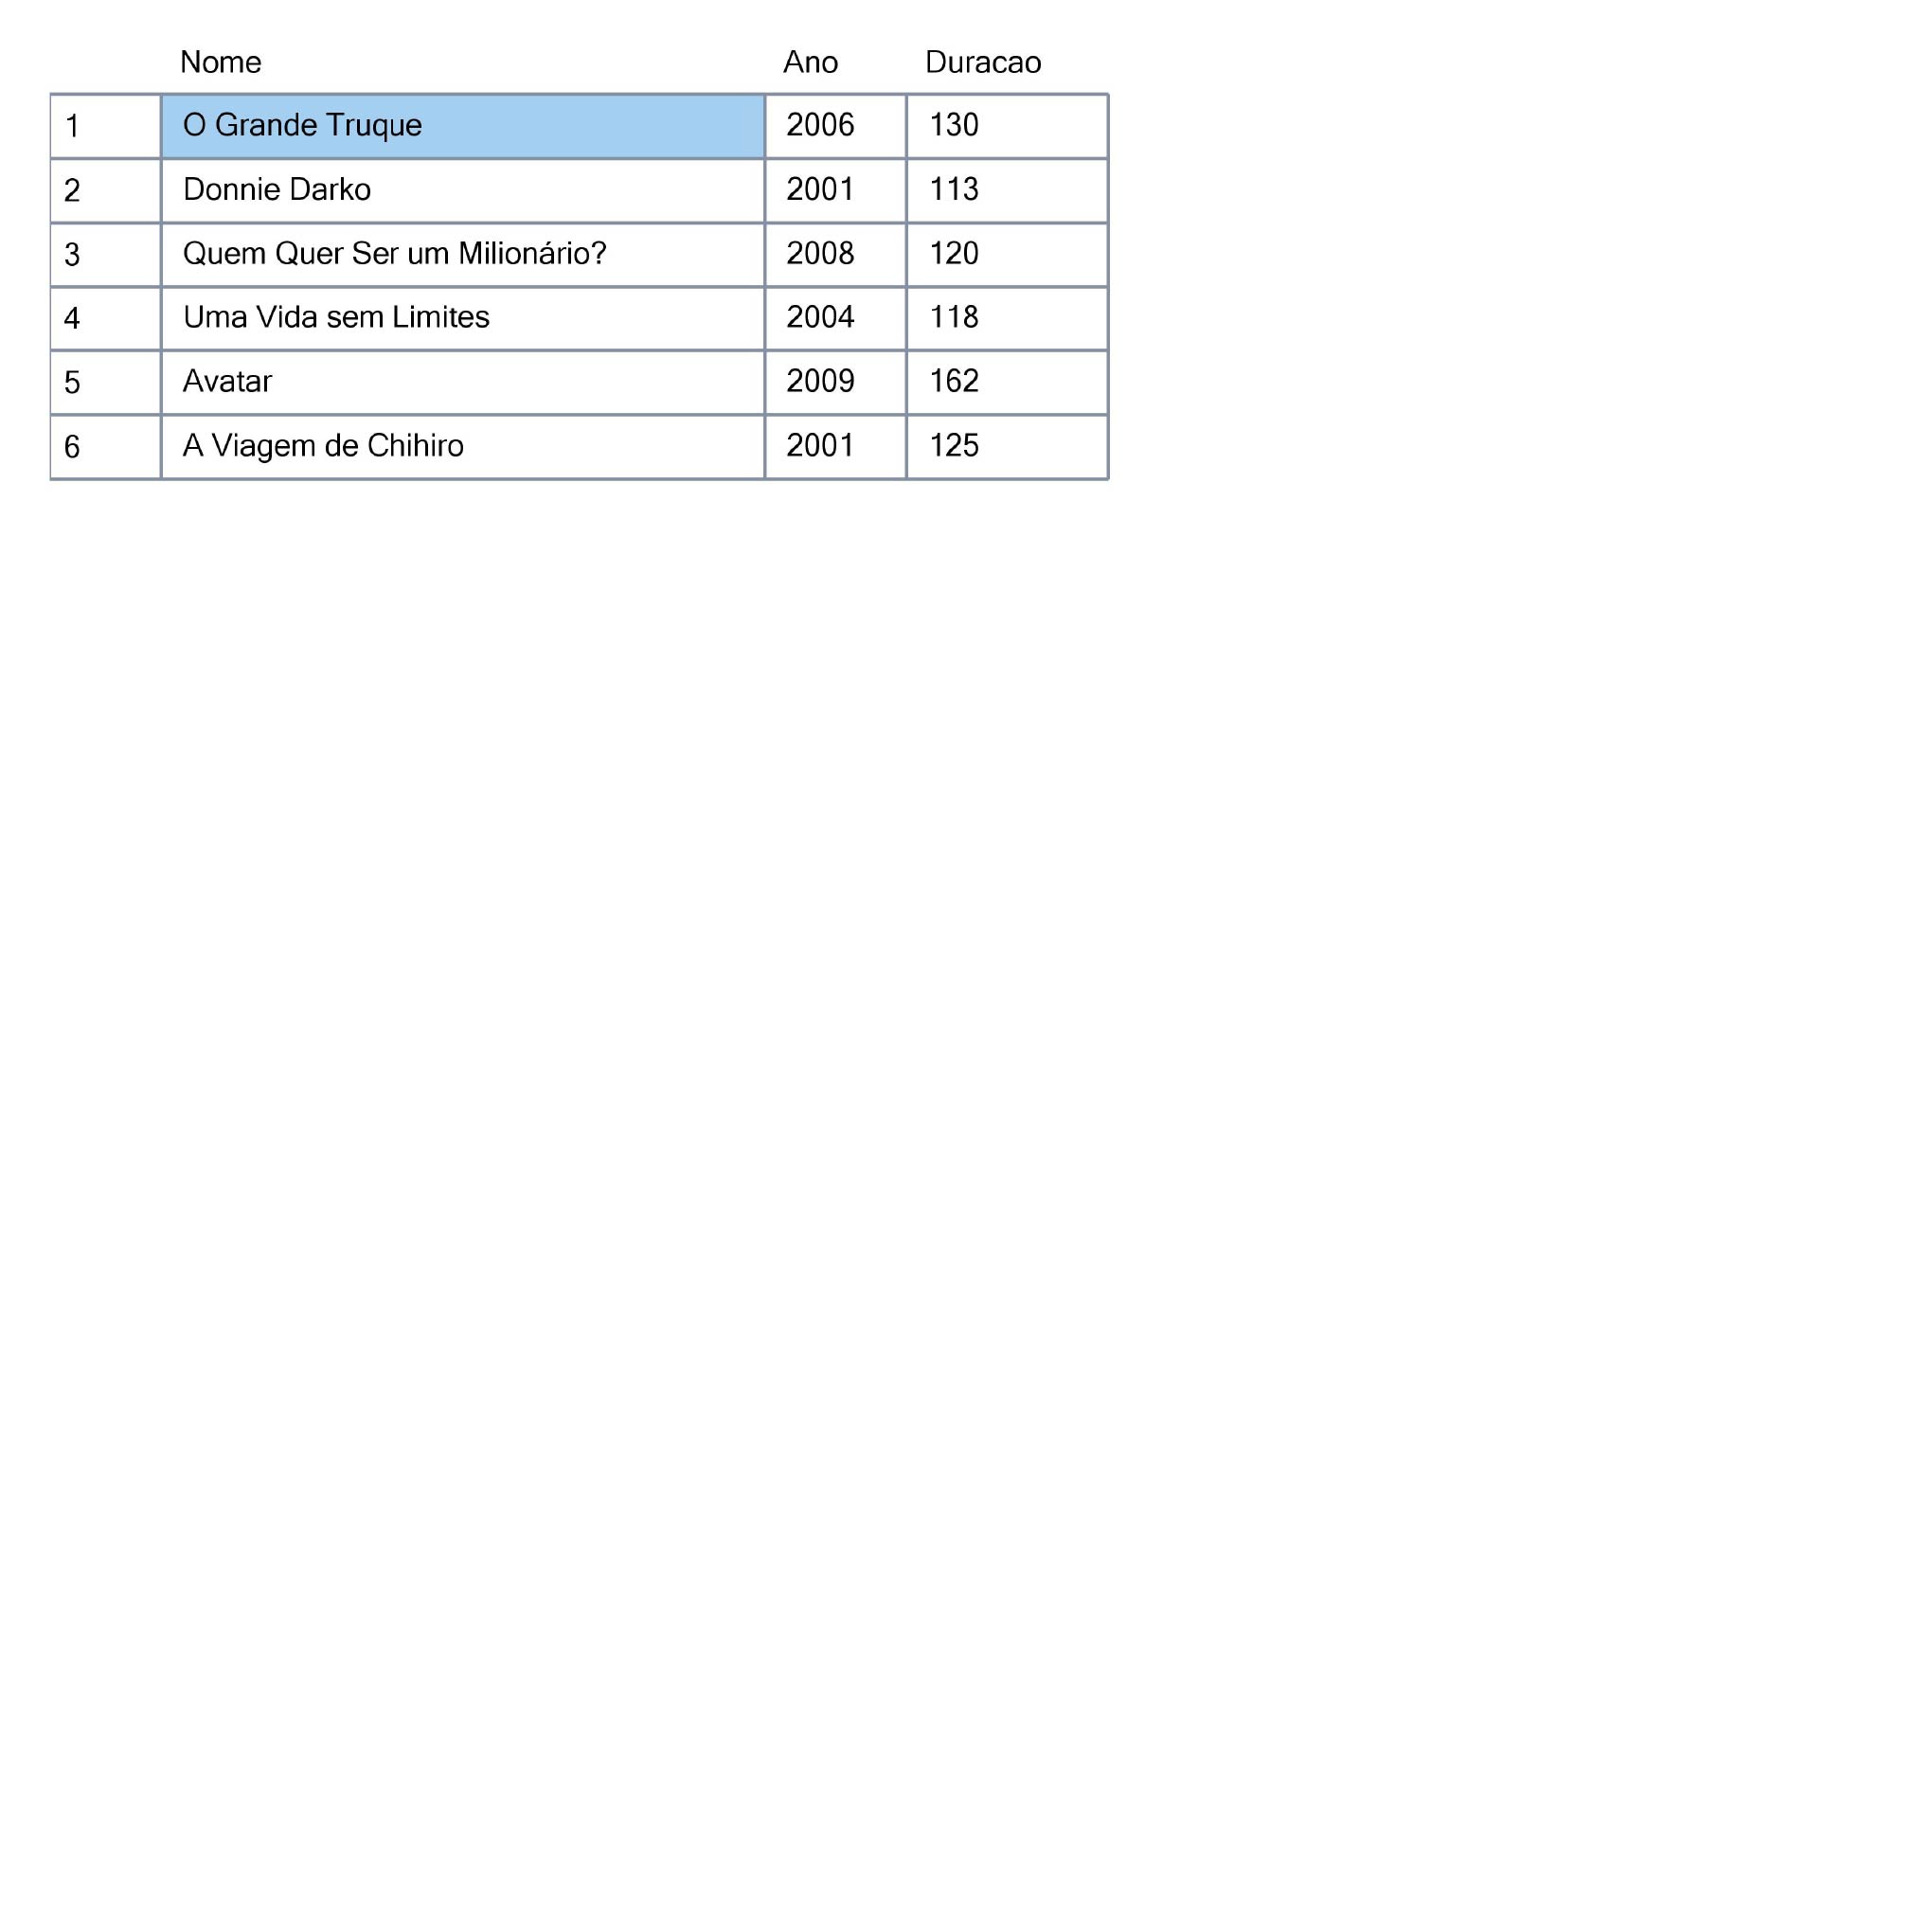 Nome Ano Duracao
1 O Grande Truque 2006 130
2 Donnie Darko 2001 113
3 Quem Quer Ser um Milionário? 2008 120
4 Uma Vida sem Limites 2004 118
5 Avatar 2009 162
6 A Viagem de Chihiro 2001 125